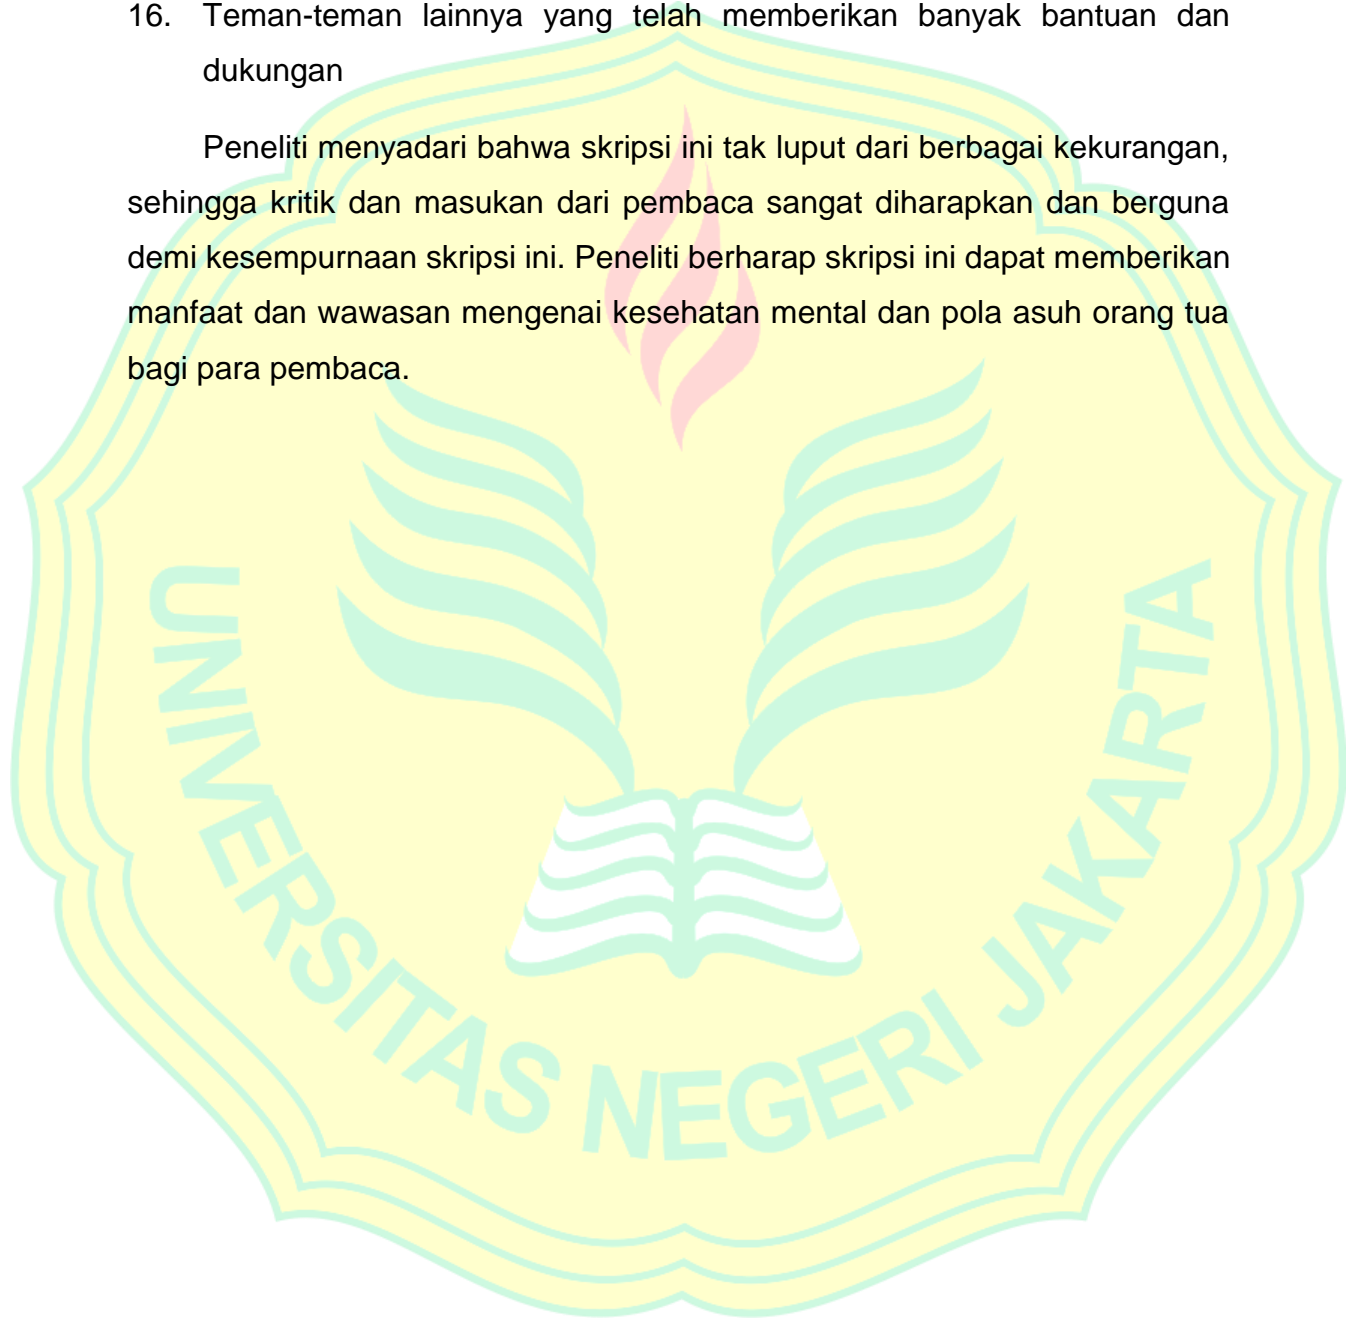 16. Teman-teman lainnya yang telah memberikan banyak bantuan dan
dukungan
Peneliti menyadari bahwa skripsi ini tak luput dari berbagai kekurangan,
sehingga kritik dan masukan dari pembaca sangat diharapkan dan berguna
demi kesempurnaan skripsi ini. Peneliti berharap skripsi ini dapat memberikan
manfaat dan wawasan mengenai kesehatan mental dan pola asuh orang tua
bagi para pembaca.
UNIVERSITAS NEGERI JAKARTA